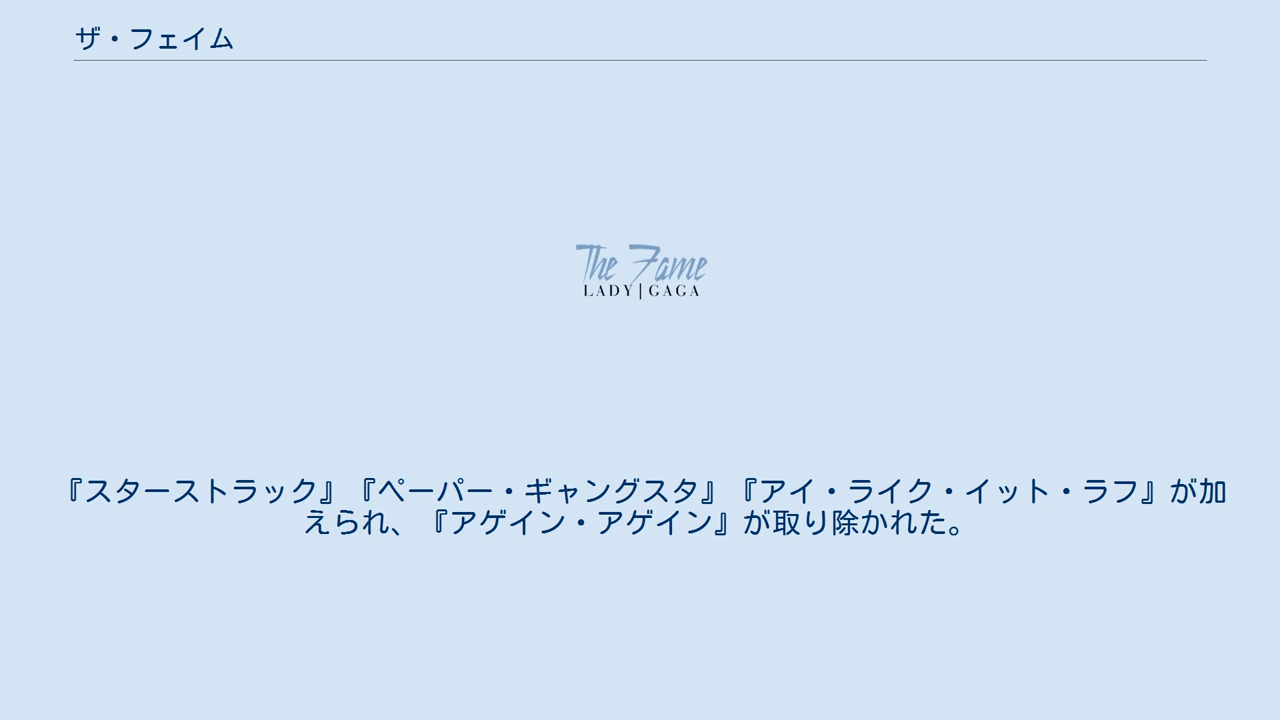 ザ・フェイム
The Fame
LADY|GAGA
『スターストラック』『ペーパー・ギャングスタ』『アイ・ライク・イット・ラフ』が加
えられ、『アゲイン・アゲイン』が取り除かれた。